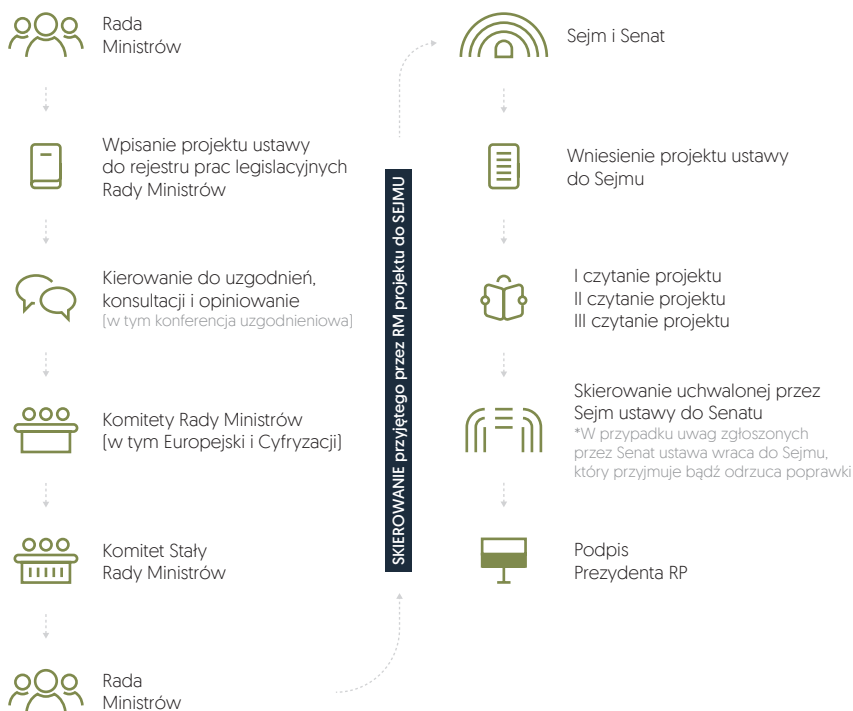 Rada
Ministrów
Wpisanie projektu ustawy
do rejestru prac legislacyjnych
Rady Ministrów
Kierowanie do uzgodnień,
konsultacji i opiniowanie
(w tym konferencja uzgodnieniowa)
Komitety Rady Ministrów
(w tym Europejski i Cyfryzacji)
Komitet Stały
Rady Ministrów
Rada
Ministrów
SKIEROWANIE przyjętego przez RM projektu do SEJMU
Sejm i Senat
Wniesienie projektu ustawy
do Sejmu
I czytanie projektu
II czytanie projektu
III czytanie projektu
Skierowanie uchwalonej przez
Sejm ustawy do Senatu
*W przypadku uwag zgłoszonych
przez Senat ustawa wraca do Sejmu,
który przyjmuje bądź odrzuca poprawki
Podpis
Prezydenta RP